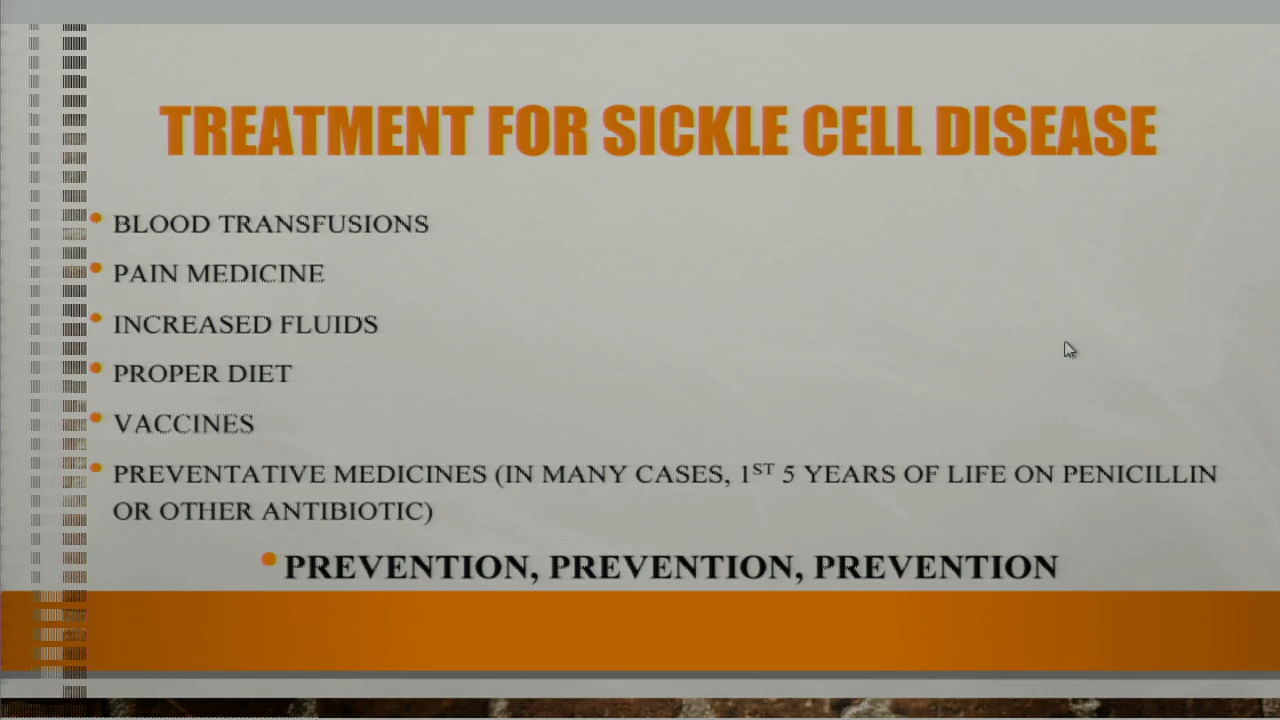 TREATMENT FOR SICKLE CELL DISEASE
• BLOOD TRANSFUSIONS
• PAIN MEDICINE
• INCREASED FLUIDS
• PROPER DIET
• VACCINES
• PREVENTATIVE MEDICINES (IN MANY CASES, 1ST 5 YEARS OF LIFE ON PENICILLIN
OR OTHER ANTIBIOTIC)
• PREVENTION, PREVENTION, PREVENTION